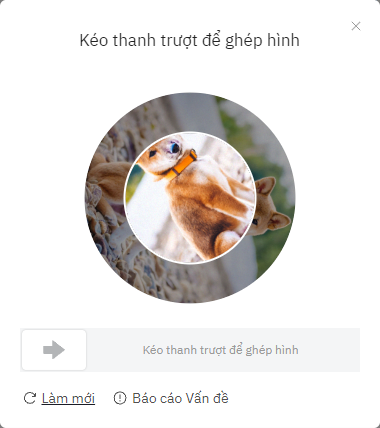 Kéo thanh trượt để ghép hình
Kéo thanh trượt để ghép hình
Làm mới
Báo cáo Vấn đề